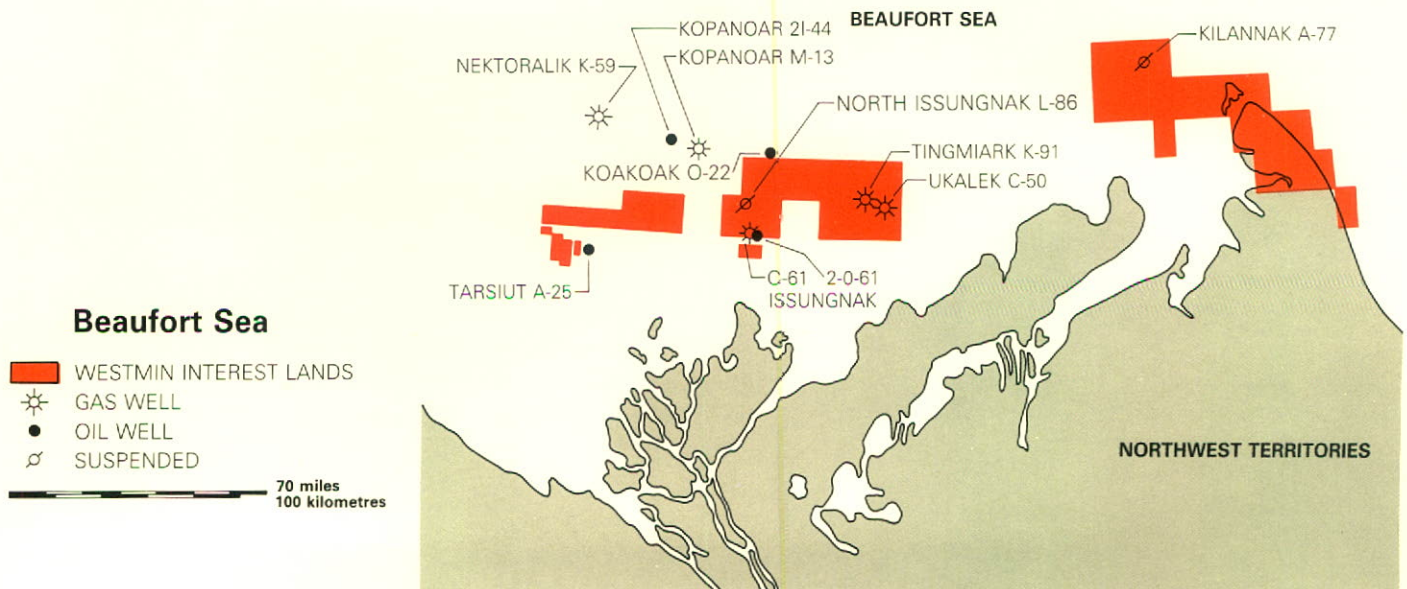 BEAUFORT SEA
KOPANOAR 2I-44
KOPANOAR M-13
NEKTORALIK K-59
KILANNAK A-77
NORTH ISSUNGNAK L-86
TINGMIARK K-91
KOAKOAK O-22
UKALEK C-50
TARSIUT A-25
C-61 2-0-61
ISSUNGNAK
Beaufort Sea
WESTMIN INTEREST LANDS
GAS WELL
OIL WELL
SUSPENDED
70 miles
100 kilometres
NORTHWEST TERRITORIES